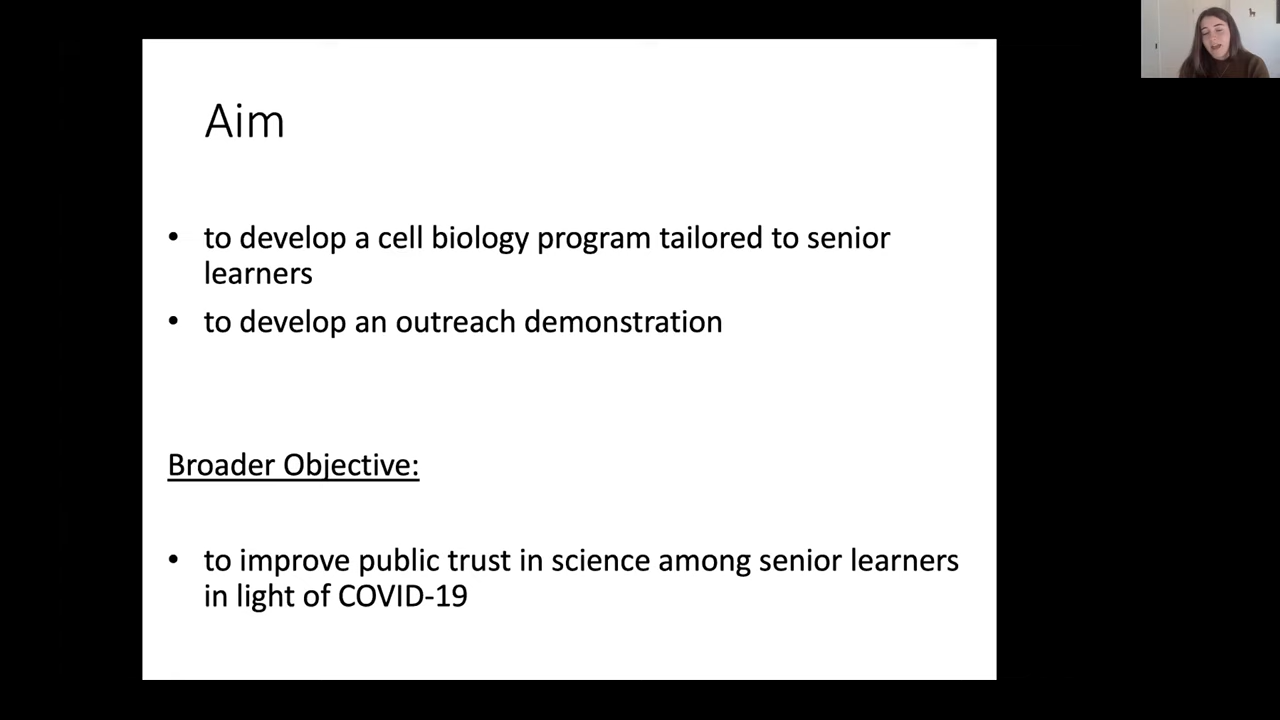 Aim
• to develop a cell biology program tailored to senior
learners
• to develop an outreach demonstration
Broader Objective:
• to improve public trust in science among senior learners
in light of COVID-19